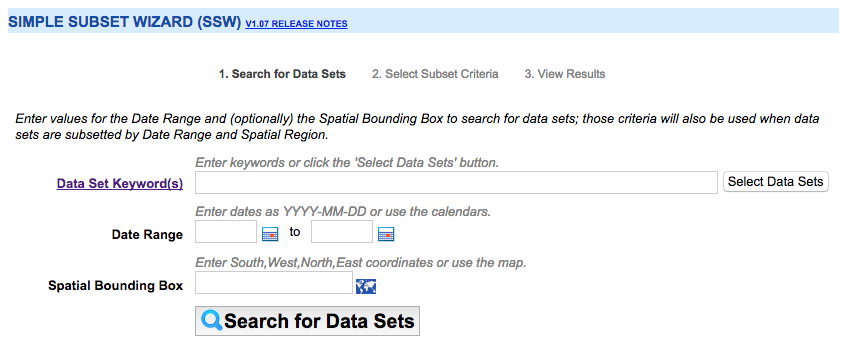 SIMPLE SUBSET WIZARD (SSW) V1.07 RELEASE NOTES
1. Search for Data Sets 2. Select Subset Criteria 3. View Results
Enter values for the Date Range and (optionally) the Spatial Bounding Box to search for data sets; those criteria will also be used when data
sets are subsetted by Date Range and Spatial Region.
Enter keywords or click the 'Select Data Sets' button.
Data Set Keyword(s) Select Data Sets
Enter dates as YYYY-MM-DD or use the calendars.
Date Range to
Enter South,West,North,East coordinates or use the map.
Spatial Bounding Box
Search for Data Sets